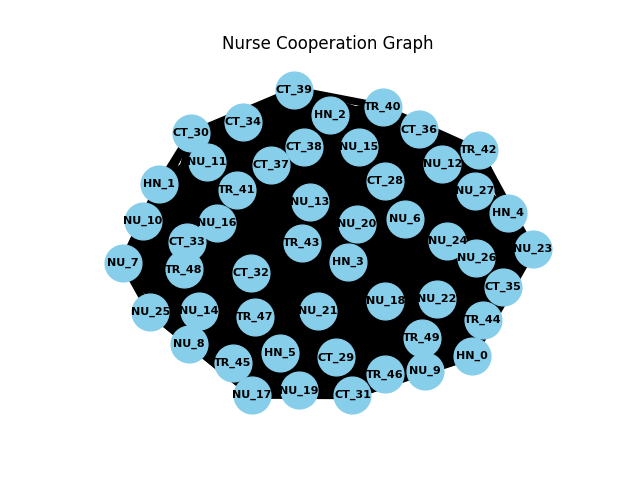 Nurse Cooperation Graph
CT_39
TR_40
HN_2
CT_34
CT_36
CT_30
CT_38
NU_15
TR_42
NU_11
CT_37
NU_12
CT_28
HN_1
TR_41
NU_27
NU_13
HN_4
NU_10
NU_16
NU_20
NU_6
CT_33
TR_43
NU_24
NU_23
NU_7
TR_48
CT_32
HN_3
NU_26
CT_35
NU_25
NU_14
TR_47
NU_21
NU_18
NU_22
TR_44
NU_8
TR_49
TR_45
HN_5
CT_29
HN_0
TR_46
NU_9
NU_17
NU_19
CT_31